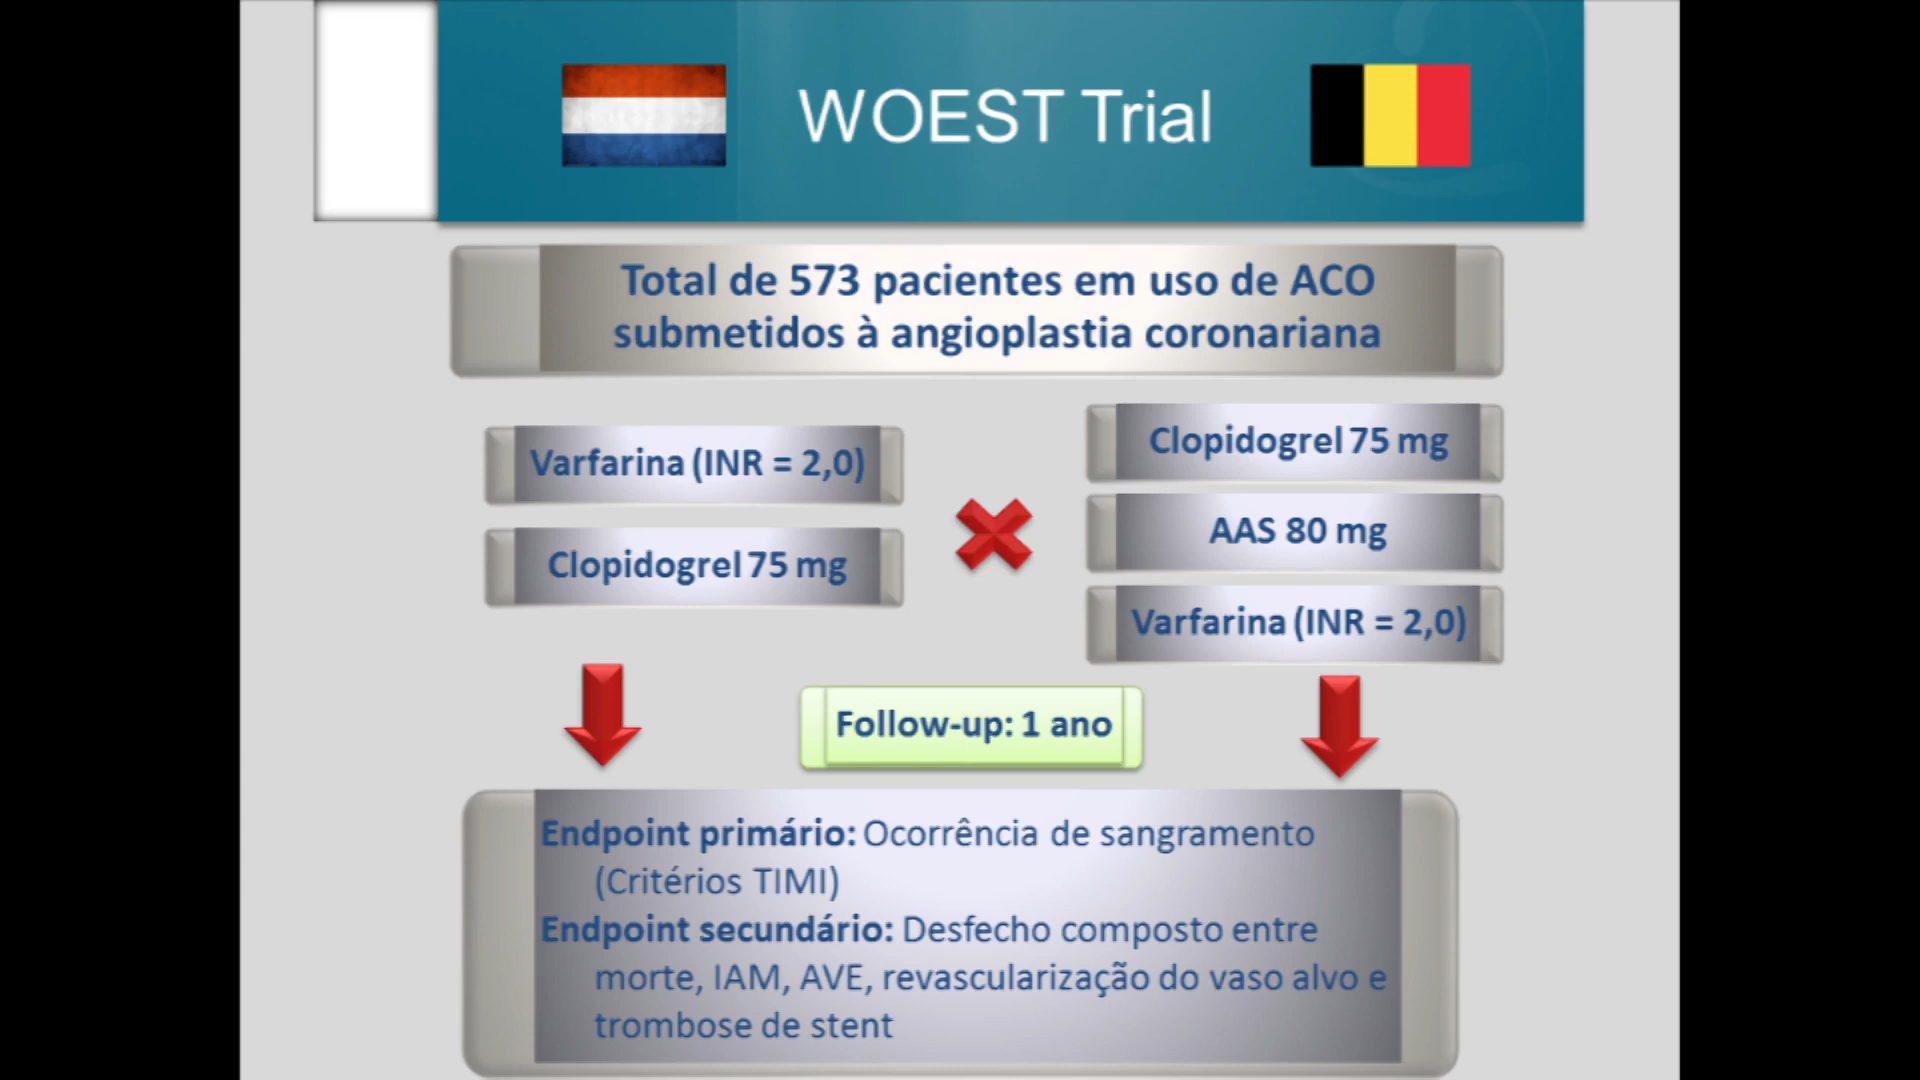 WOEST Trial
Total de 573 pacientes em uso de ACO
submetidos à angioplastia coronariana
Varfarina (INR = 2,0)
Clopidogrel 75 mg
Clopidogrel 75 mg
AAS 80 mg
Varfarina (INR = 2,0)
Follow-up: 1 ano
Endpoint primário: Ocorrência de sangramento
(Critérios TIMI)
Endpoint secundário: Desfecho composto entre
morte, IAM, AVE, revascularização do vaso alvo e
trombose de stent